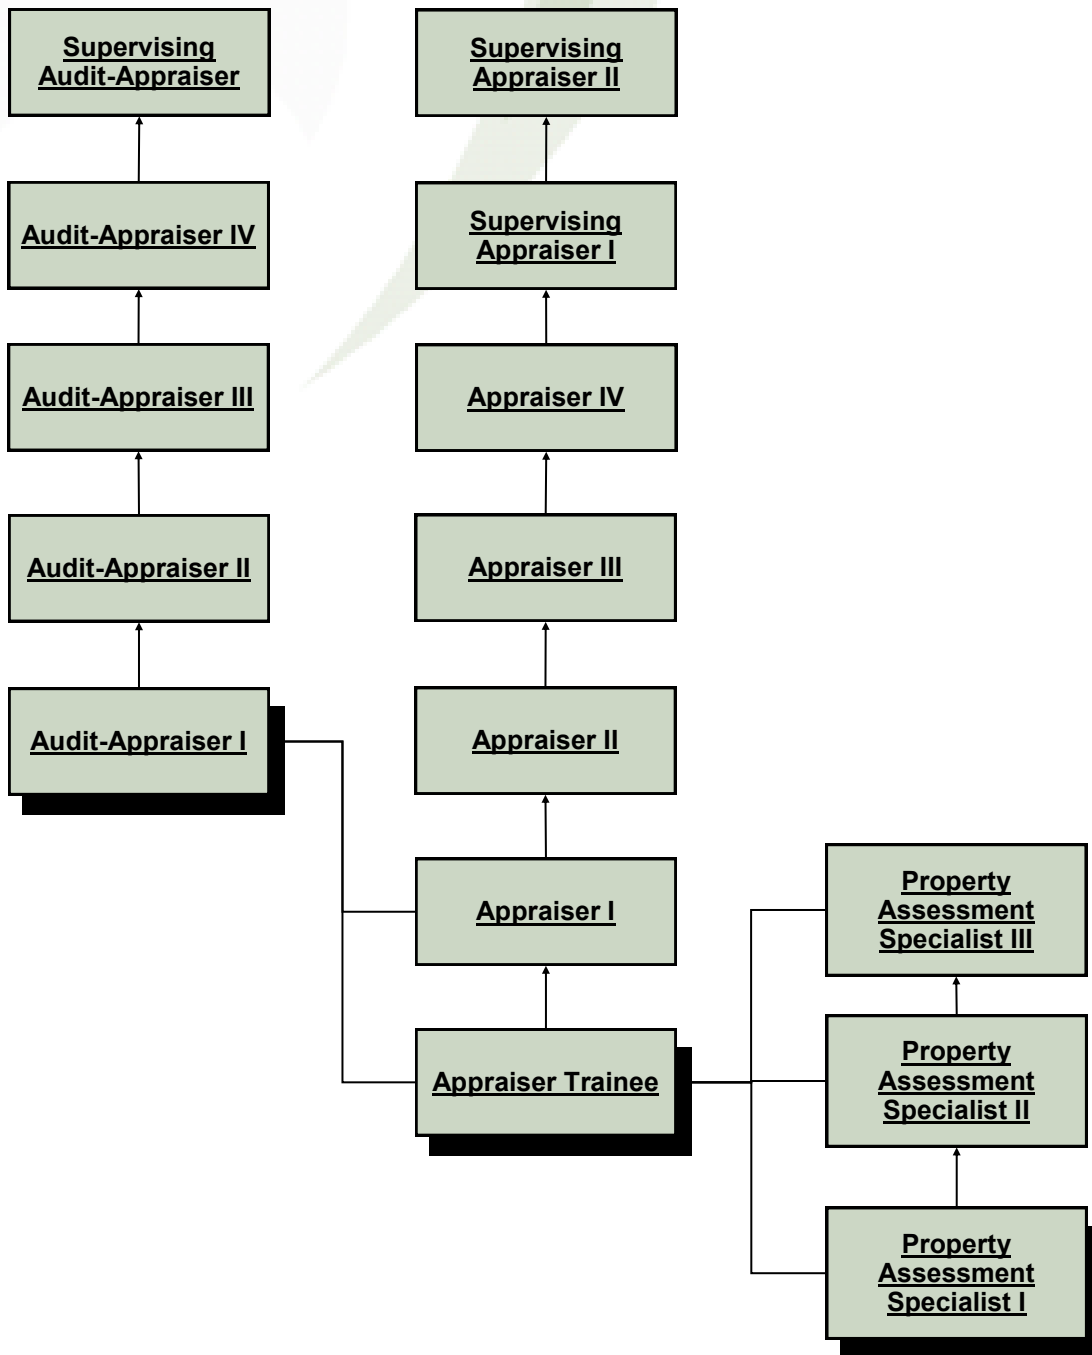 Supervising
Audit-Appraiser
Supervising
Appraiser II
Audit-Appraiser IV
Supervising
Appraiser I
Audit-Appraiser III
Appraiser IV
Audit-Appraiser II
Appraiser III
Audit-Appraiser I
Appraiser II
Appraiser I
Property
Assessment
Specialist III
Appraiser Trainee
Property
Assessment
Specialist II
Property
Assessment
Specialist I